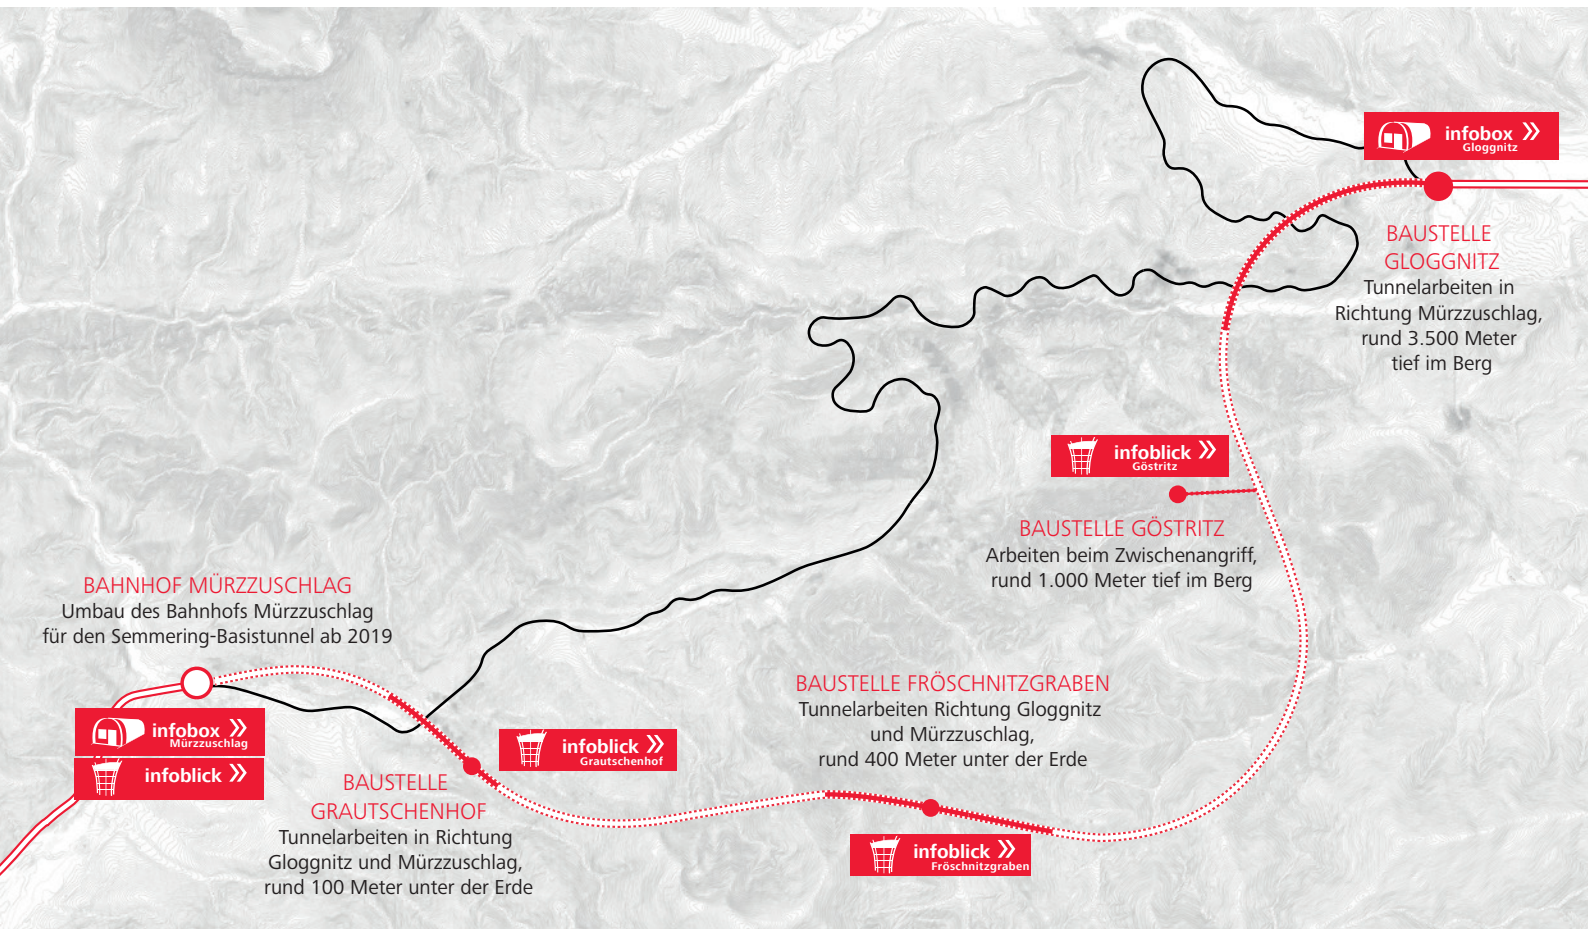 infobox
Gloggnitz
BAUSTELLE
GLOGGNITZ
Tunnelarbeiten in
Richtung Mürzzuschlag,
rund 3.500 Meter
tief im Berg
infoblick
Göstritz
BAUSTELLE GÖSTRITZ
Arbeiten beim Zwischenangriff,
rund 1.000 Meter tief im Berg
BAHNHOF MÜRZZUSCHLAG
Umbau des Bahnhofs Mürzzuschlag
für den Semmering-Basistunnel ab 2019
infobox
Mürzzuschlag
infoblick
infoblick
Grautschenhof
BAUSTELLE
GRAUTSCHENHOF
Tunnelarbeiten in Richtung
Gloggnitz und Mürzzuschlag,
rund 100 Meter unter der Erde
BAUSTELLE FRÖSCHNITZGRABEN
Tunnelarbeiten Richtung Gloggnitz
und Mürzzuschlag,
rund 400 Meter unter der Erde
infoblick
Fröschnitzgraben